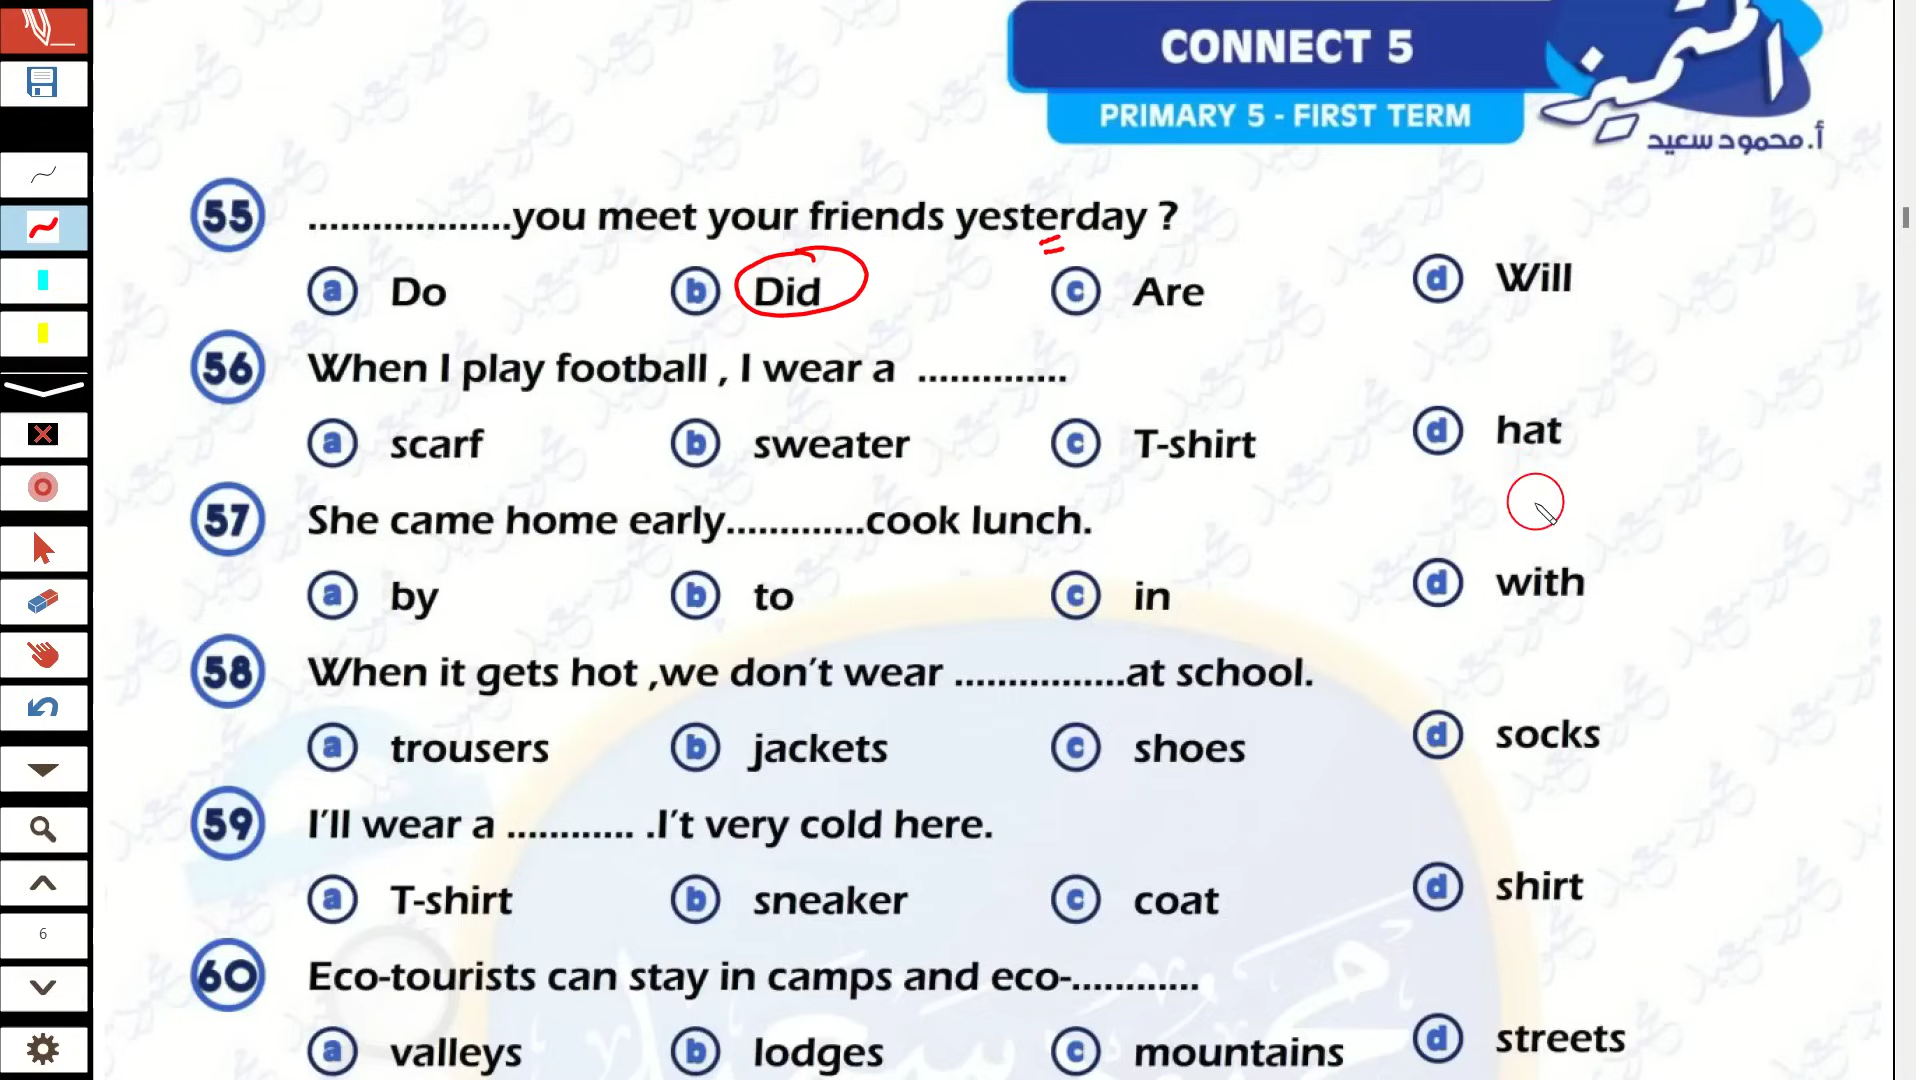 CONNECT 5
PRIMARY 5 - FIRST TERM
المتميز
أ. محمود سعيد
55 ...................you meet your friends yesterday ?
a Do b Did c Are d Will
56 When I play football , I wear a ..............
a scarf b sweater c T-shirt d hat
57 She came home early.............cook lunch.
a by b to c in d with
58 When it gets hot ,we don't wear ................at school.
a trousers b jackets c shoes d socks
59 I'll wear a ............ .I't very cold here.
a T-shirt b sneaker c coat d shirt
60 Eco-tourists can stay in camps and eco-............
a valleys b lodges c mountains d streets
6